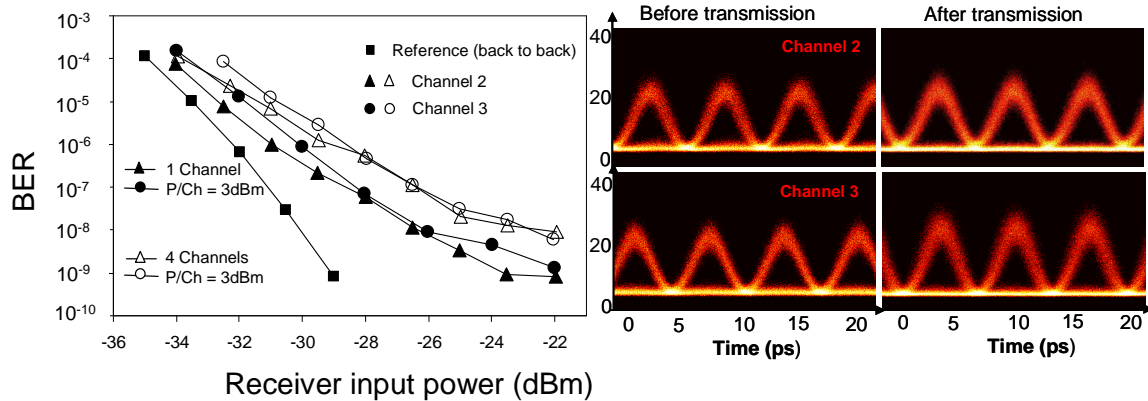 10-3
10-4
10-5
10-6
10-7
10-8
10-9
10-10
BER
-36
-34
-32
-30
-28
-26
-24
-22
Receiver input power (dBm)
Reference (back to back)
Channel 2
Channel 3
1 Channel
P/Ch = 3dBm
4 Channels
P/Ch = 3dBm
Before transmission
After transmission
40
20
0
Channel 2
40
20
0
Channel 3
0
5
10
15
20
Time (ps)
0
5
10
15
20
Time (ps)